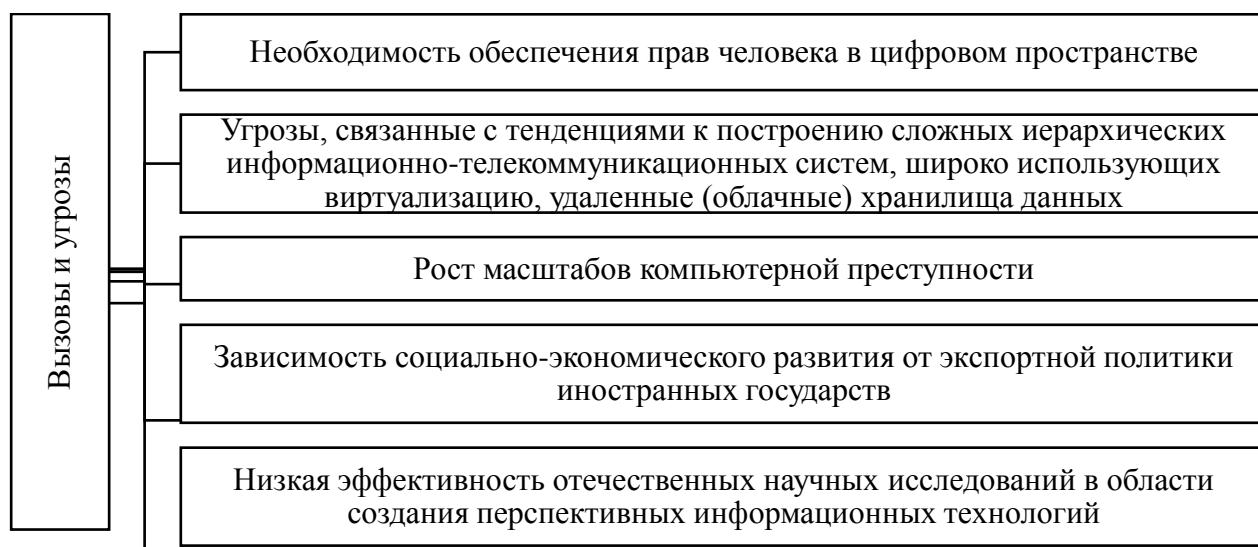 Вызовы и угрозы
Необходимость обеспечения прав человека в цифровом пространстве
Угрозы, связанные с тенденциями к построению сложных иерархических
информационно-телекоммуникационных систем, широко использующих
виртуализацию, удаленные (облачные) хранилища данных
Рост масштабов компьютерной преступности
Зависимость социально-экономического развития от экспортной политики
иностранных государств
Низкая эффективность отечественных научных исследований в области
создания перспективных информационных технологий